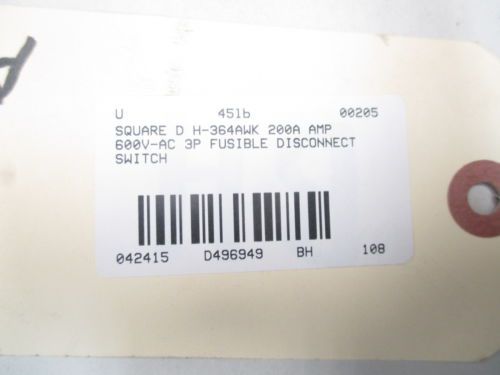 U 451b 00205
SQUARE D H-364AWK 200A AMP
600V-AC 3P FUSIBLE DISCONNECT
SWITCH
042415 D496949 BH 108